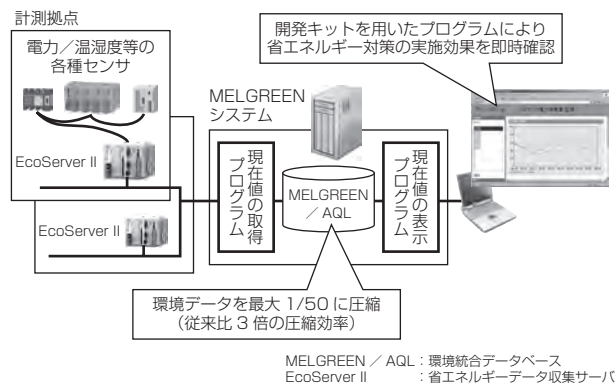 計測拠点
電力／温湿度等の
各種センサ
EcoServer II
EcoServer II
MELGREEN
システム
現在値の取得
プログラム
MELGREEN
／ AQL
現在値の表示
プログラム
開発キットを用いたプログラムにより
省エネルギー対策の実施効果を即時確認
環境データを最大 1/50 に圧縮
（従来比 3 倍の圧縮効率）
MELGREEN ／ AQL：環境統合データベース
EcoServer II ：省エネルギーデータ収集サーバ